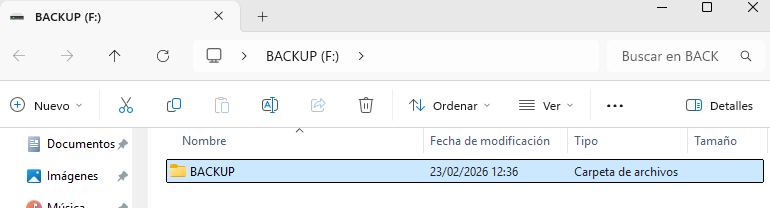 BACKUP (F:)
BACKUP (F:)
Buscar en BACK
Nuevo
Ordenar
Ver
Detalles
Nombre
Fecha de modificación
Tipo
Tamaño
Documentos
BACKUP
23/02/2026 12:36
Carpeta de archivos
Imágenes
Música